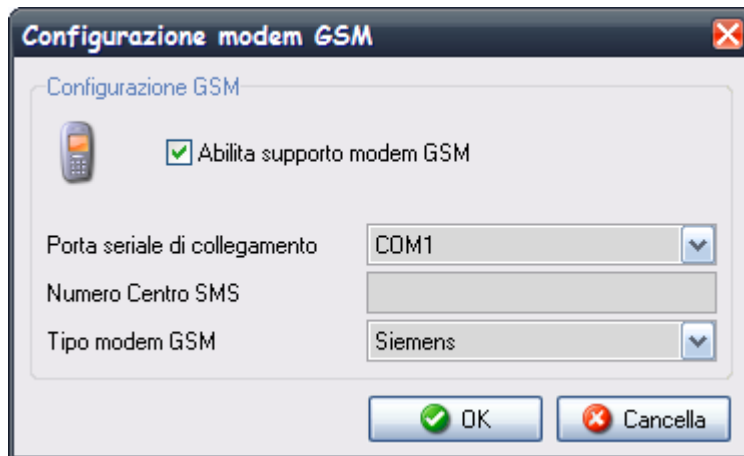 Configurazione modem GSM
Configurazione GSM
Abilita supporto modem GSM
Porta seriale di collegamento COM1
Numero Centro SMS
Tipo modem GSM Siemens
OK Cancella